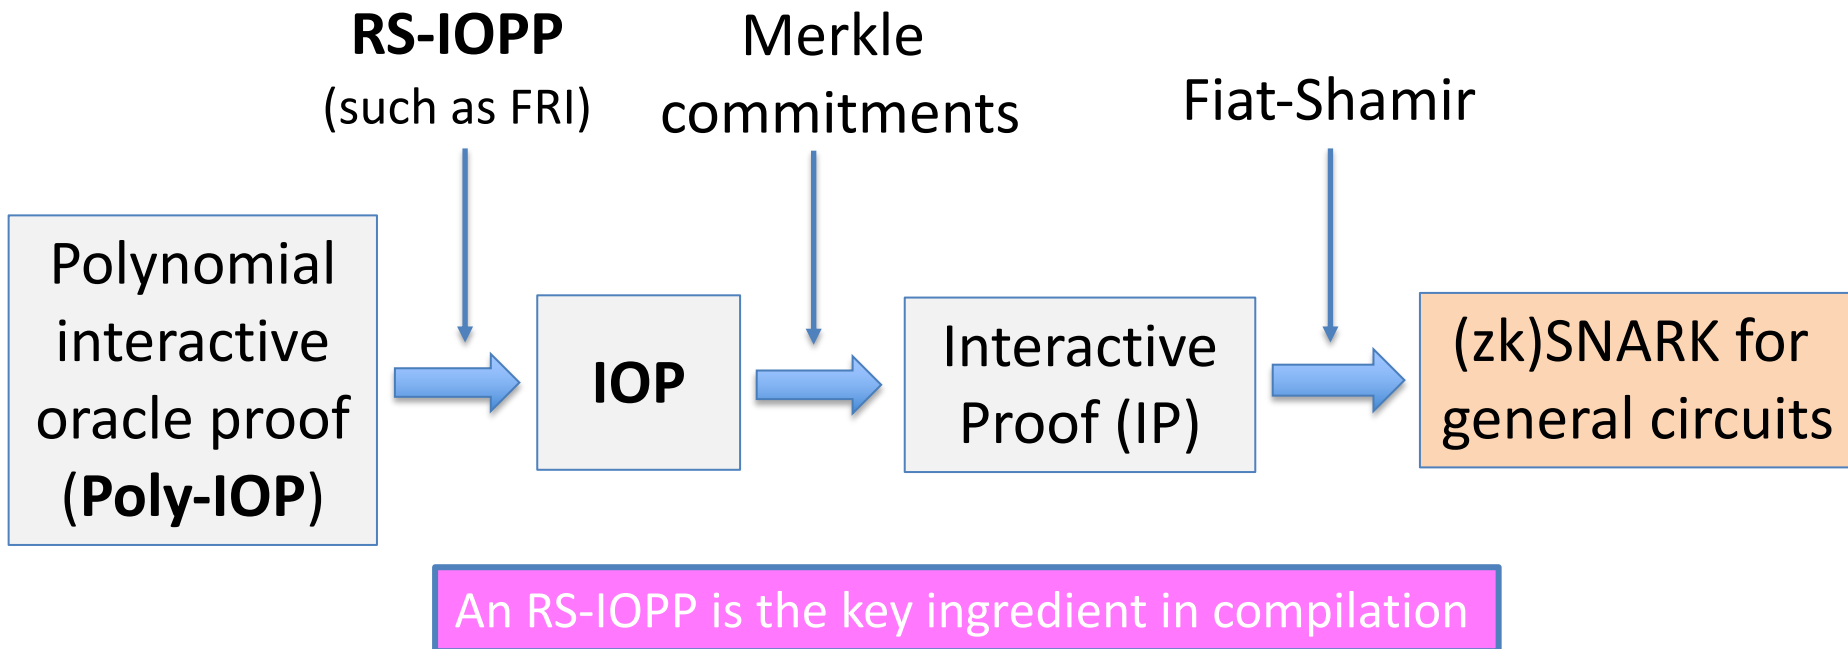 RS-IOPP
(such as FRI)
Merkle
commitments
Fiat-Shamir
Polynomial
interactive
oracle proof
(Poly-IOP)
IOP
Interactive
Proof (IP)
(zk)SNARK for
general circuits
An RS-IOPP is the key ingredient in compilation